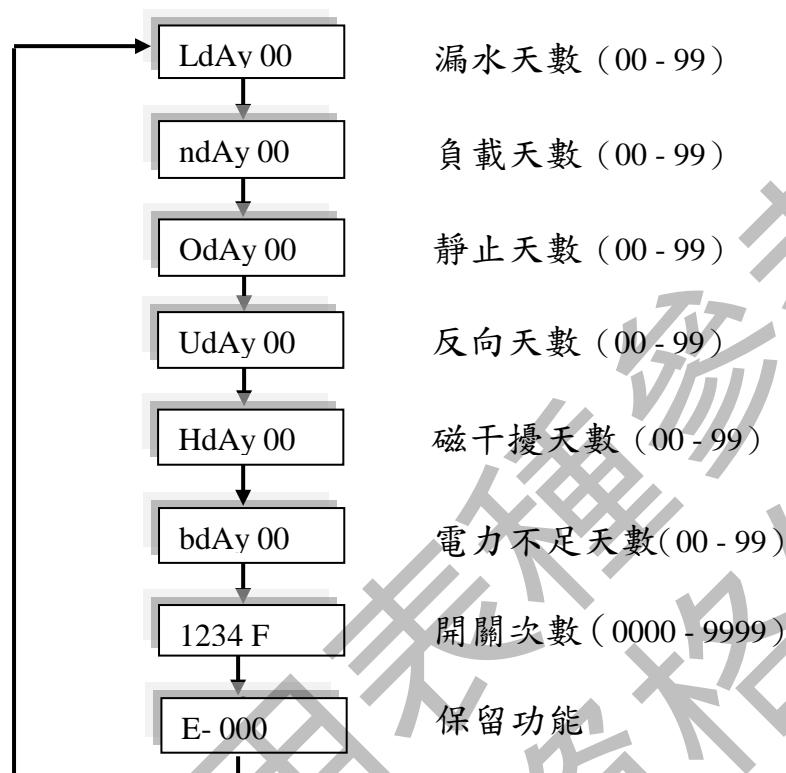 LdAy 00 漏水天數 (00 - 99)
ndAy 00 負載天數 (00 - 99)
OdAy 00 靜止天數 (00 - 99)
UdAy 00 反向天數 (00 - 99)
HdAy 00 磁干擾天數 (00 - 99)
bdAy 00 電力不足天數(00 - 99)
1234 F 開關次數 (0000 - 9999)
E- 000 保留功能